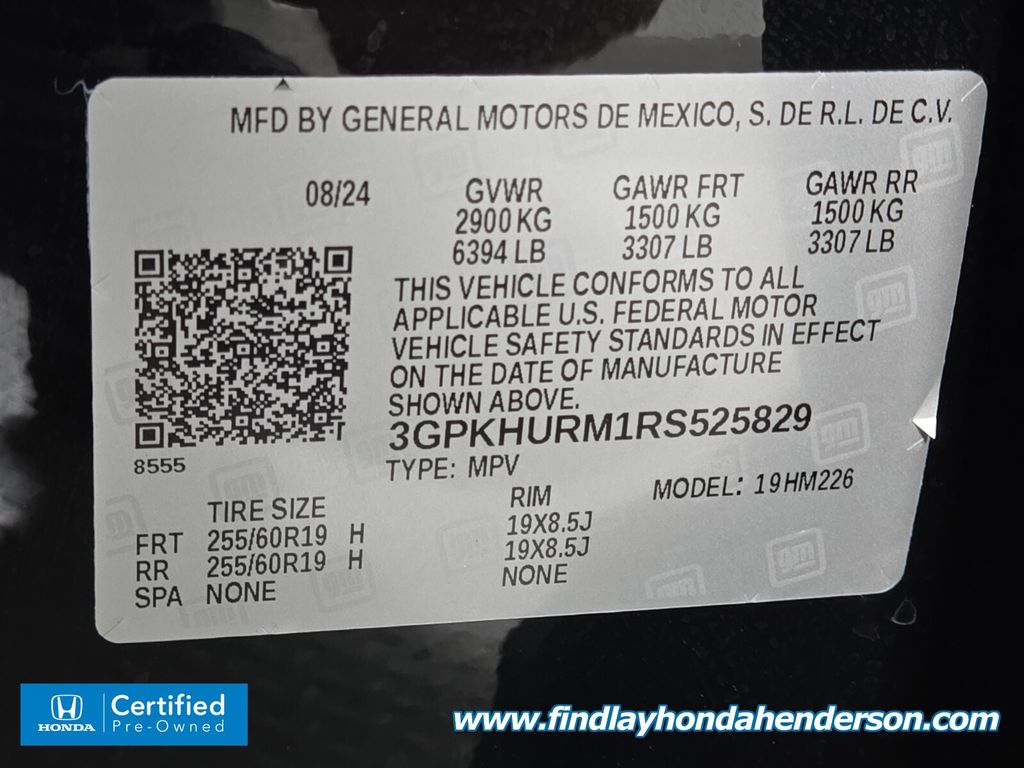 MFD BY GENERAL MOTORS DE MEXICO, S. DE R.L. DE C.V.
08/24 GVWR GAWR FRT GAWR RR
2900 KG 1500 KG 1500 KG
6394 LB 3307 LB 3307 LB
THIS VEHICLE CONFORMS TO ALL
APPLICABLE U.S. FEDERAL MOTOR
VEHICLE SAFETY STANDARDS IN EFFECT
ON THE DATE OF MANUFACTURE
SHOWN ABOVE.
3GPKHURM1RS525829
8555
TYPE: MPV MODEL: 19HM226
TIRE SIZE RIM
FRT 255/60R19 H 19X8.5J
RR 255/60R19 H 19X8.5J
SPA NONE NONE
gm
HONDA
Certified
Pre-Owned
www.findlayhondahenderson.com